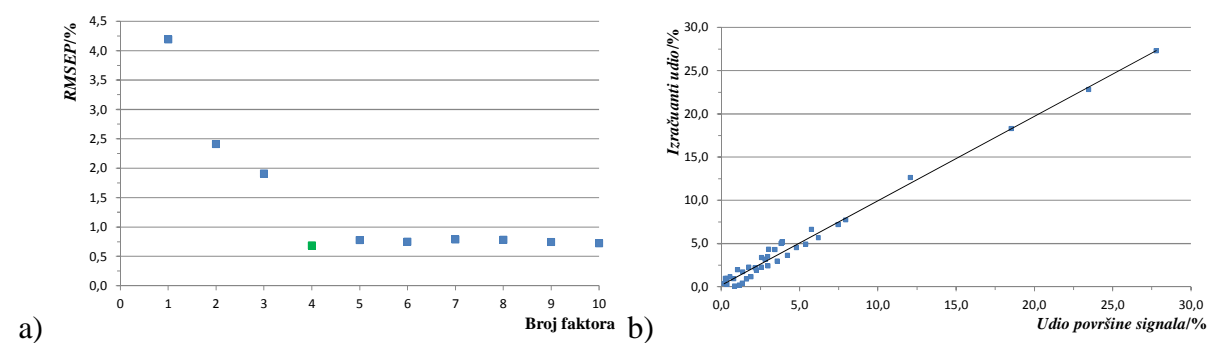 a)
RMSEP/%
4,5
4,0
3,5
3,0
2,5
2,0
1,5
1,0
0,5
0,0
0 1 2 3 4 5 6 7 8 9 10
Broj faktora
b)
Izračuanti udio/%
30,0
25,0
20,0
15,0
10,0
5,0
0,0
0,0 5,0 10,0 15,0 20,0 25,0 30,0
Udio površine signala/%